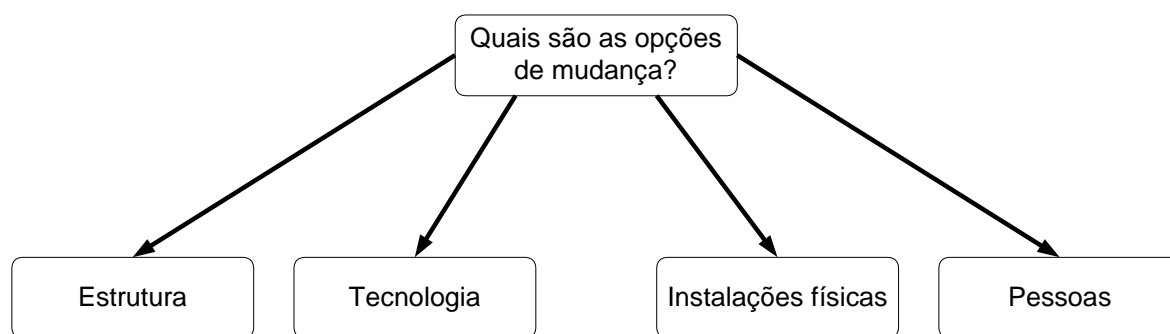 Quais são as opções
de mudança?
Estrutura
Tecnologia
Instalações físicas
Pessoas